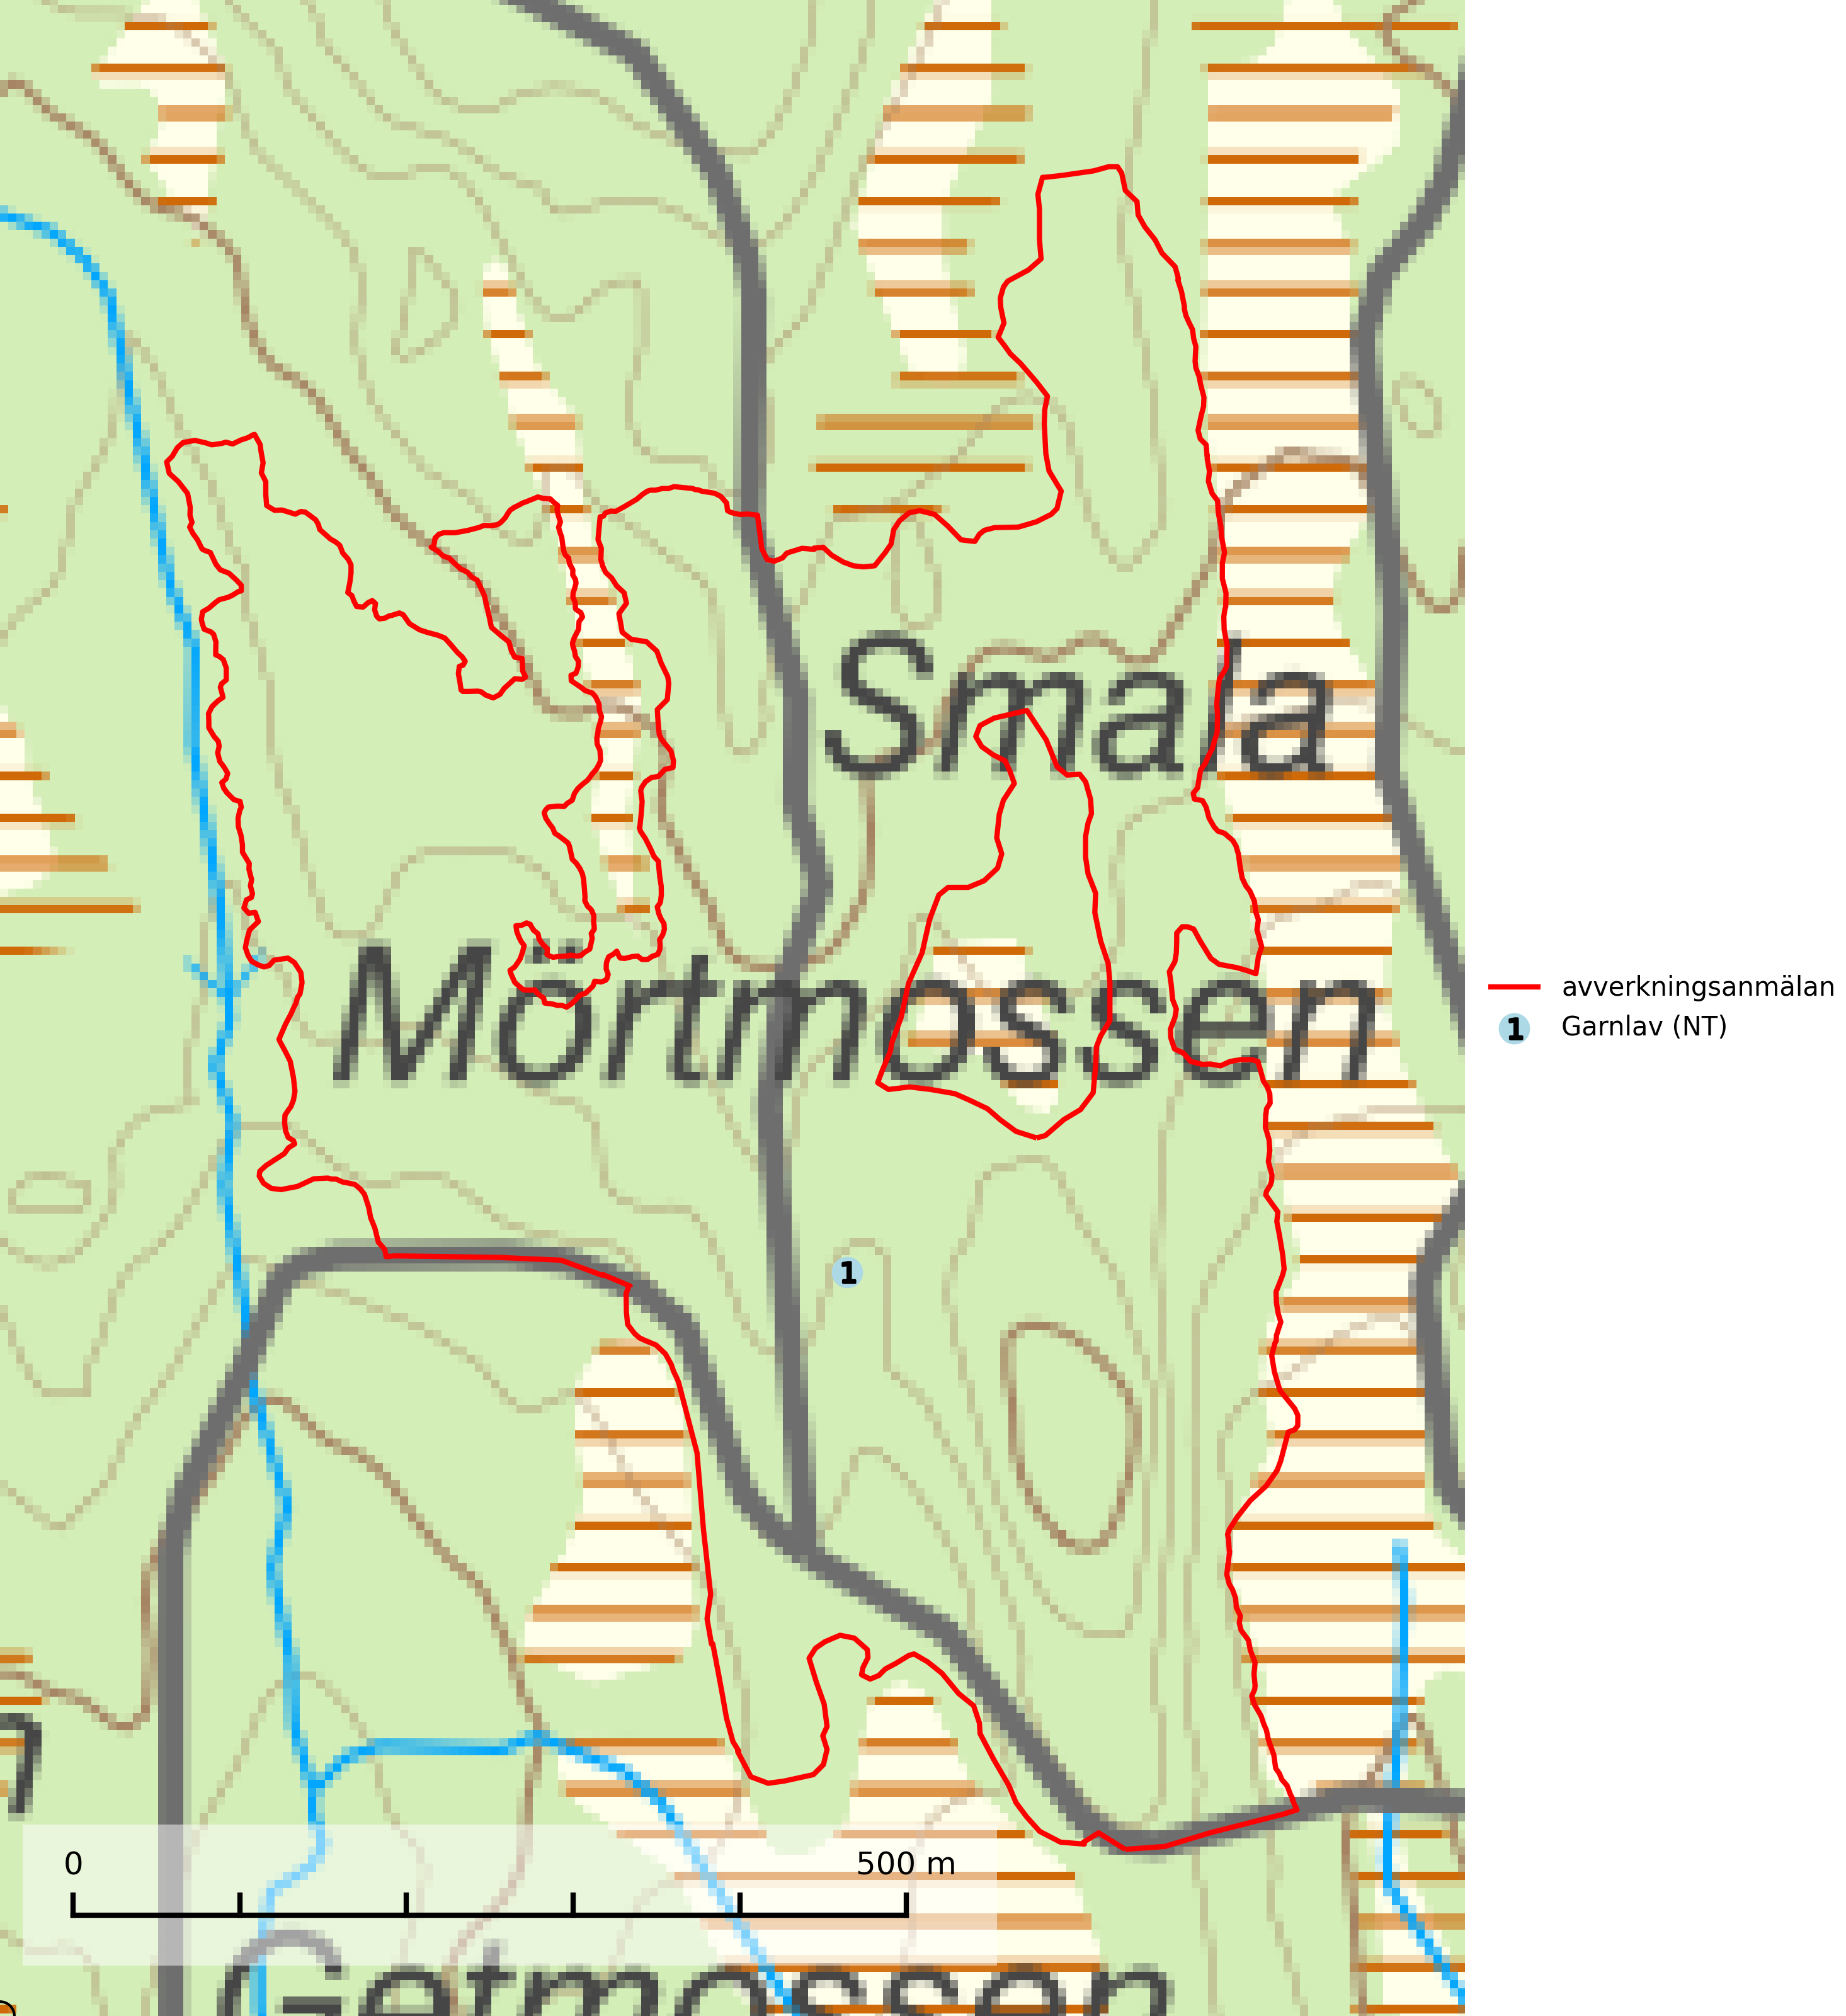 Smala
Mörtmossen
avverkningsanmälan
1 Garnlav (NT)
1
0 500 m
Getmossen